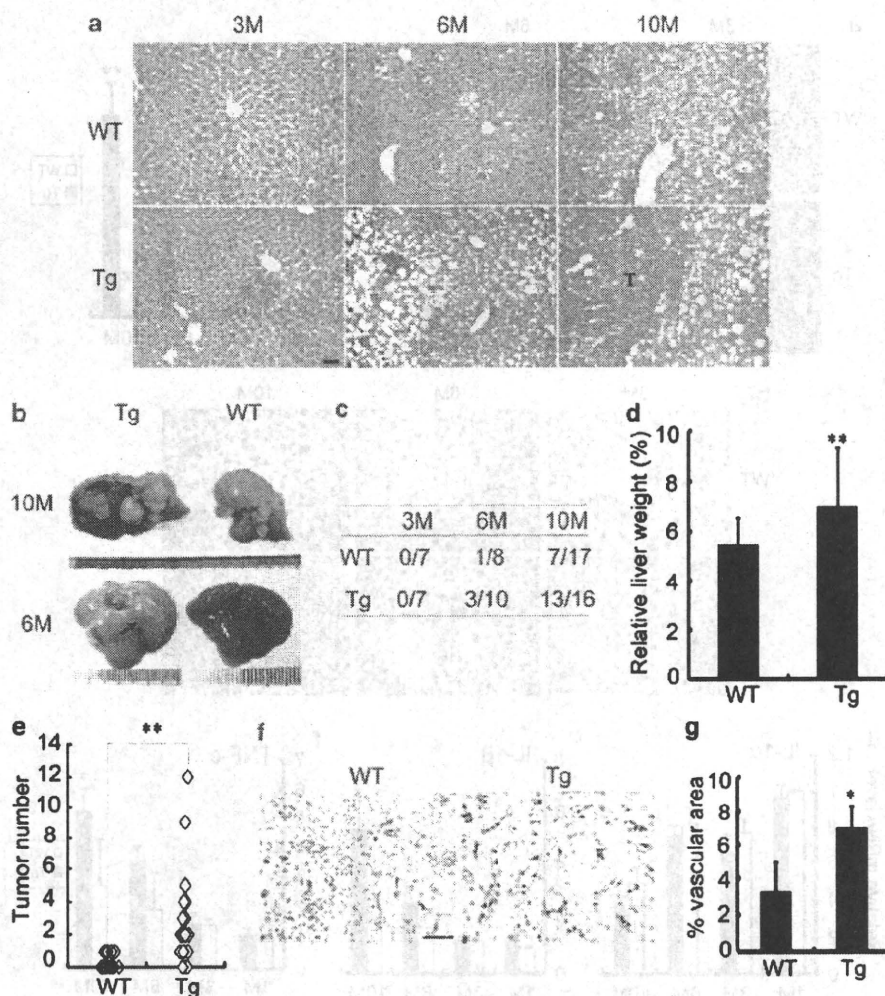 a
3M 6M 10M
WT
Tg
T
b
Tg WT
10M
6M
c
3M 6M 10M
WT 0/7 1/8 7/17
Tg 0/7 3/10 13/16
d
Relative liver weight (%)
10
8
6
4
2
0
**
WT Tg
e
Tumor number
14
12
10
8
6
4
2
0
**
WT Tg
f
WT Tg
g
% vascular area
10
8
6
4
2
0
*
WT Tg